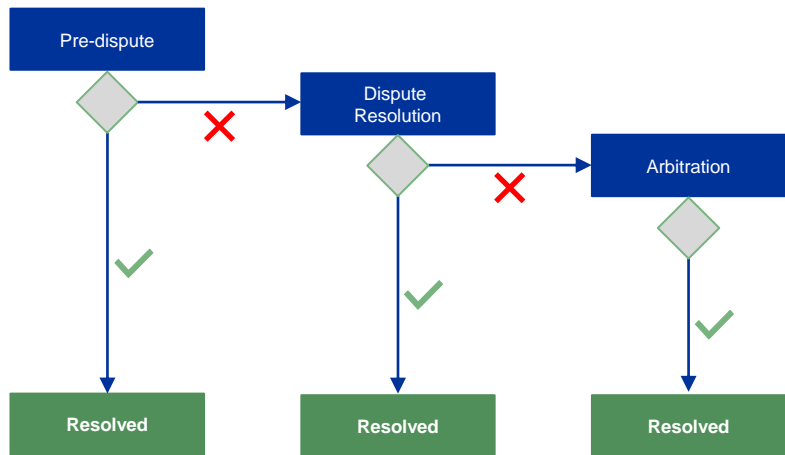 Pre-dispute
Dispute
Resolution
Arbitration
Resolved
Resolved
Resolved